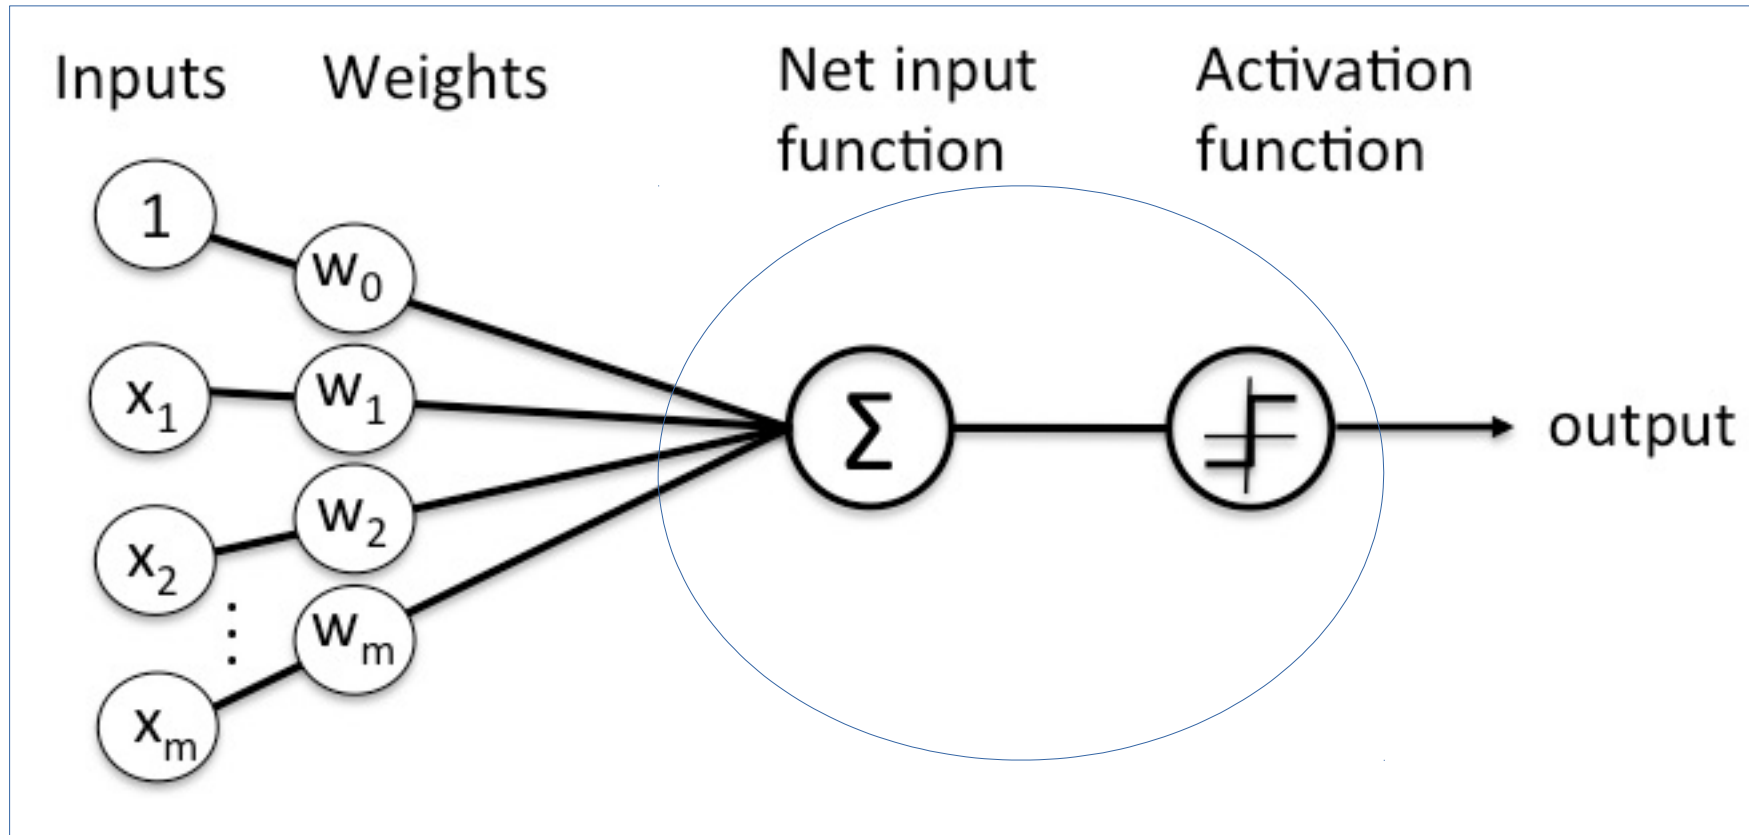 Inputs
Weights
Net input
function
Activation
function
1
w0
x1
w1
x2
w2
⋮
xm
wm
Σ
output